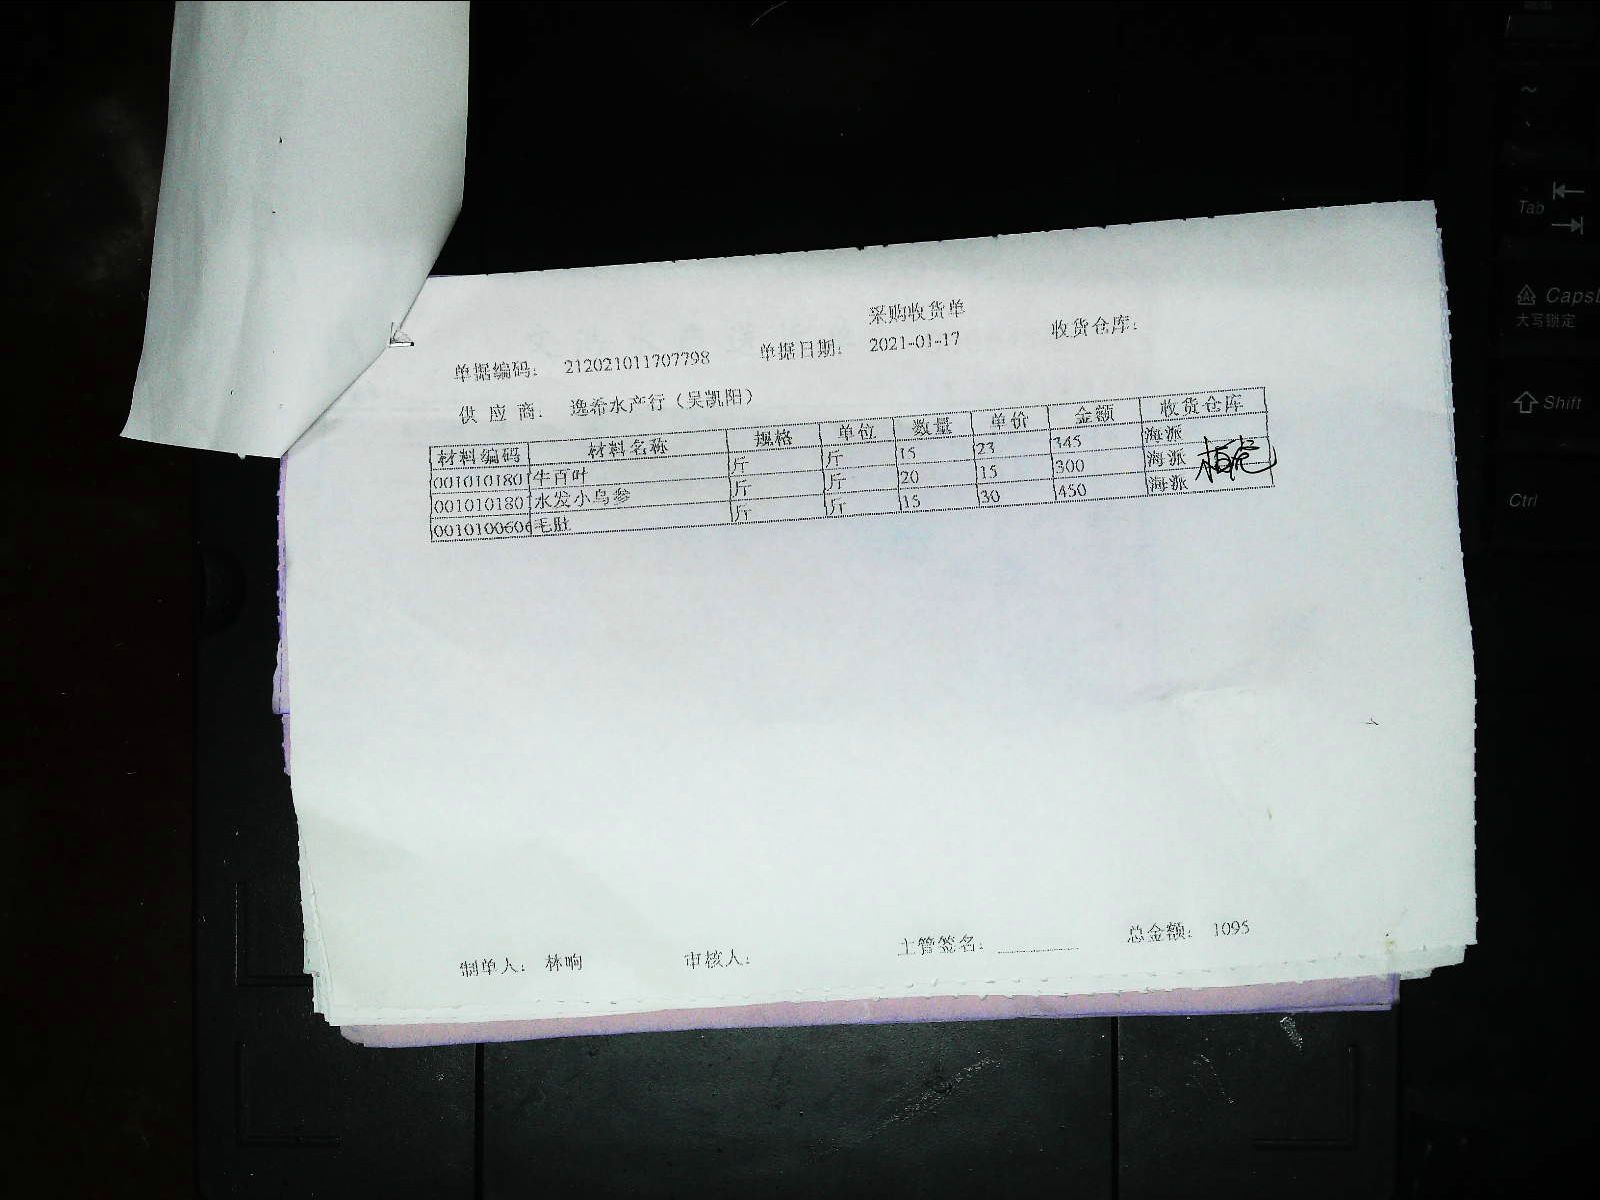 采购收货单
单据编码: 212021011707798 单据日期: 2021-01-17 收货仓库:
供 应 商: 逸希水产行（吴凯阳）
材料编码 材料名称 规格 单位 数量 单价 金额 收货仓库
001010180 牛百叶 斤 斤 15 23 345 海派
001010180 水发小乌参 斤 斤 20 15 300 海派
001010060 毛肚 斤 斤 15 30 450 海派
制单人: 林响 审核人: 主管签名: 总金额: 1095
~
Tab
Caps
大写锁定
Shift
Ctrl